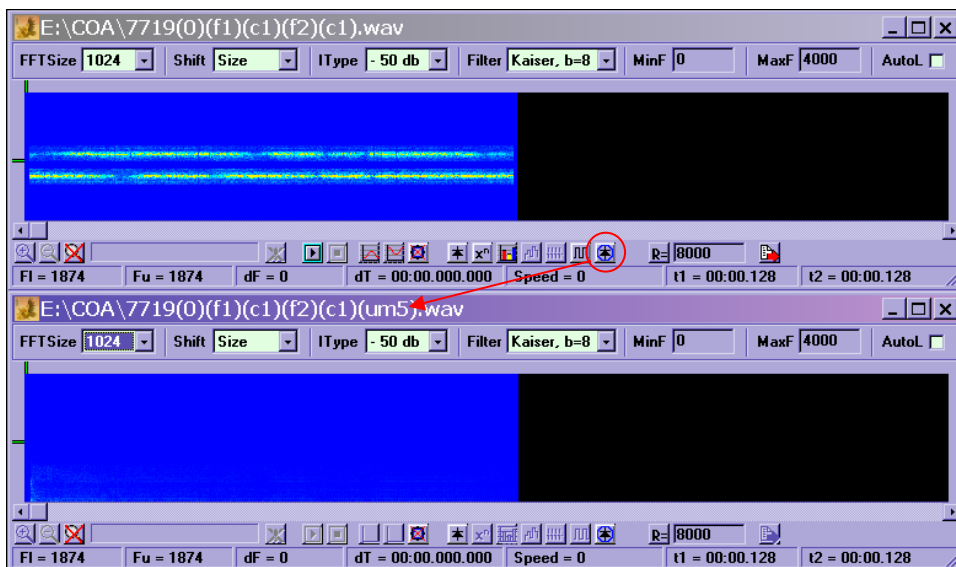 E:\COA\7719(0)(f1)(c1)(f2)(c1).wav
FFTSize 1024 Shift Size IType - 50 db Filter Kaiser, b=8 MinF 0 MaxF 4000 AutoL
xⁿ R= 8000
Fl = 1874 Fu = 1874 dF = 0 dT = 00:00.000.000 Speed = 0 t1 = 00:00.128 t2 = 00:00.128
E:\COA\7719(0)(f1)(c1)(f2)(c1)(um5).wav
FFTSize 1024 Shift Size IType - 50 db Filter Kaiser, b=8 MinF 0 MaxF 4000 AutoL
xⁿ R= 8000
Fl = 1874 Fu = 1874 dF = 0 dT = 00:00.000.000 Speed = 0 t1 = 00:00.128 t2 = 00:00.128